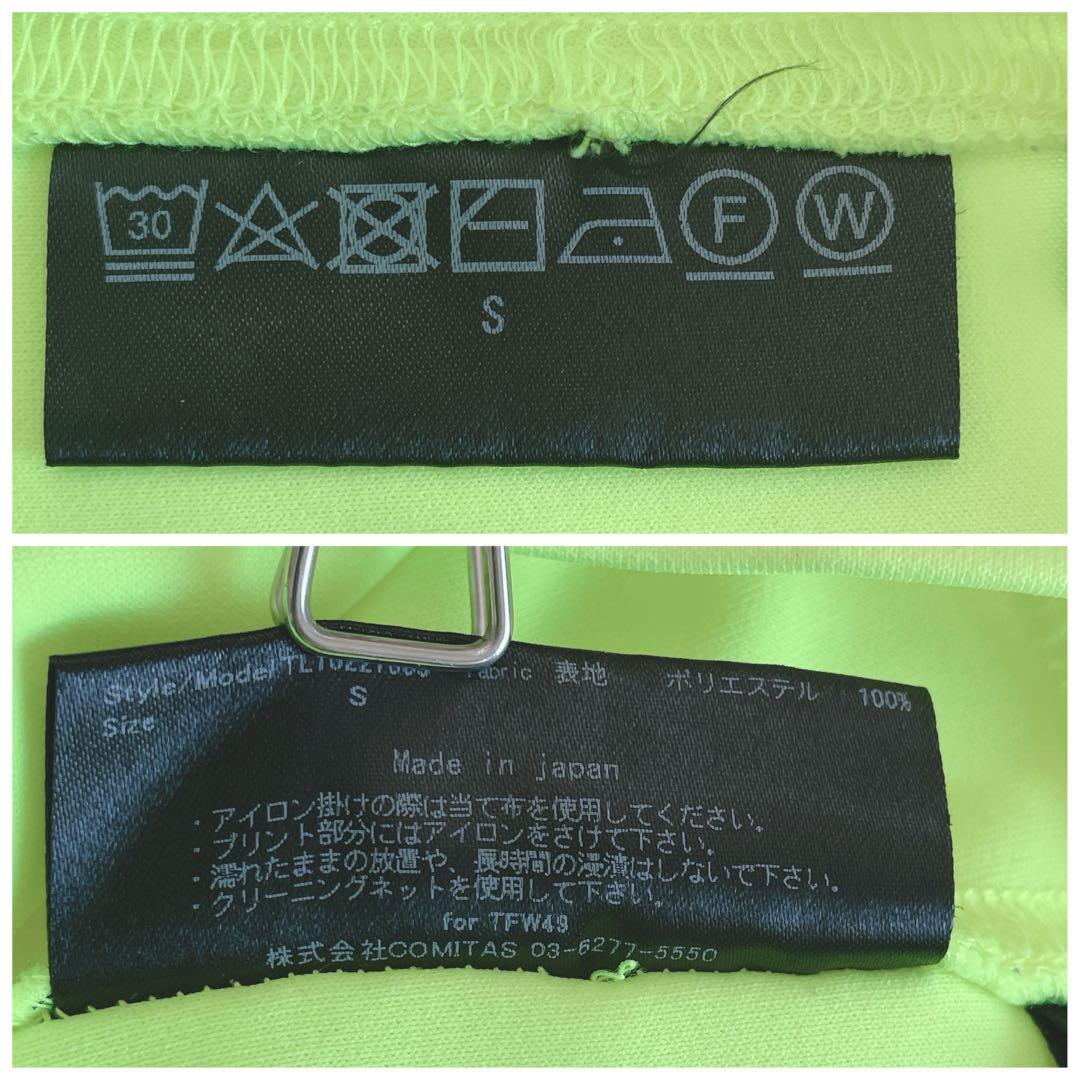 30 F W
S
Style/Model Fabric 表地 ポリエステル 100%
Size S
Made in japan
・アイロン掛けの際は当て布を使用してください。
・プリント部分にはアイロンをさけて下さい。
・濡れたままの放置や、長時間の浸漬はしないで下さい。
・クリーニングネットを使用して下さい。
for TFW49
株式会社COMITAS 03-6277-5550